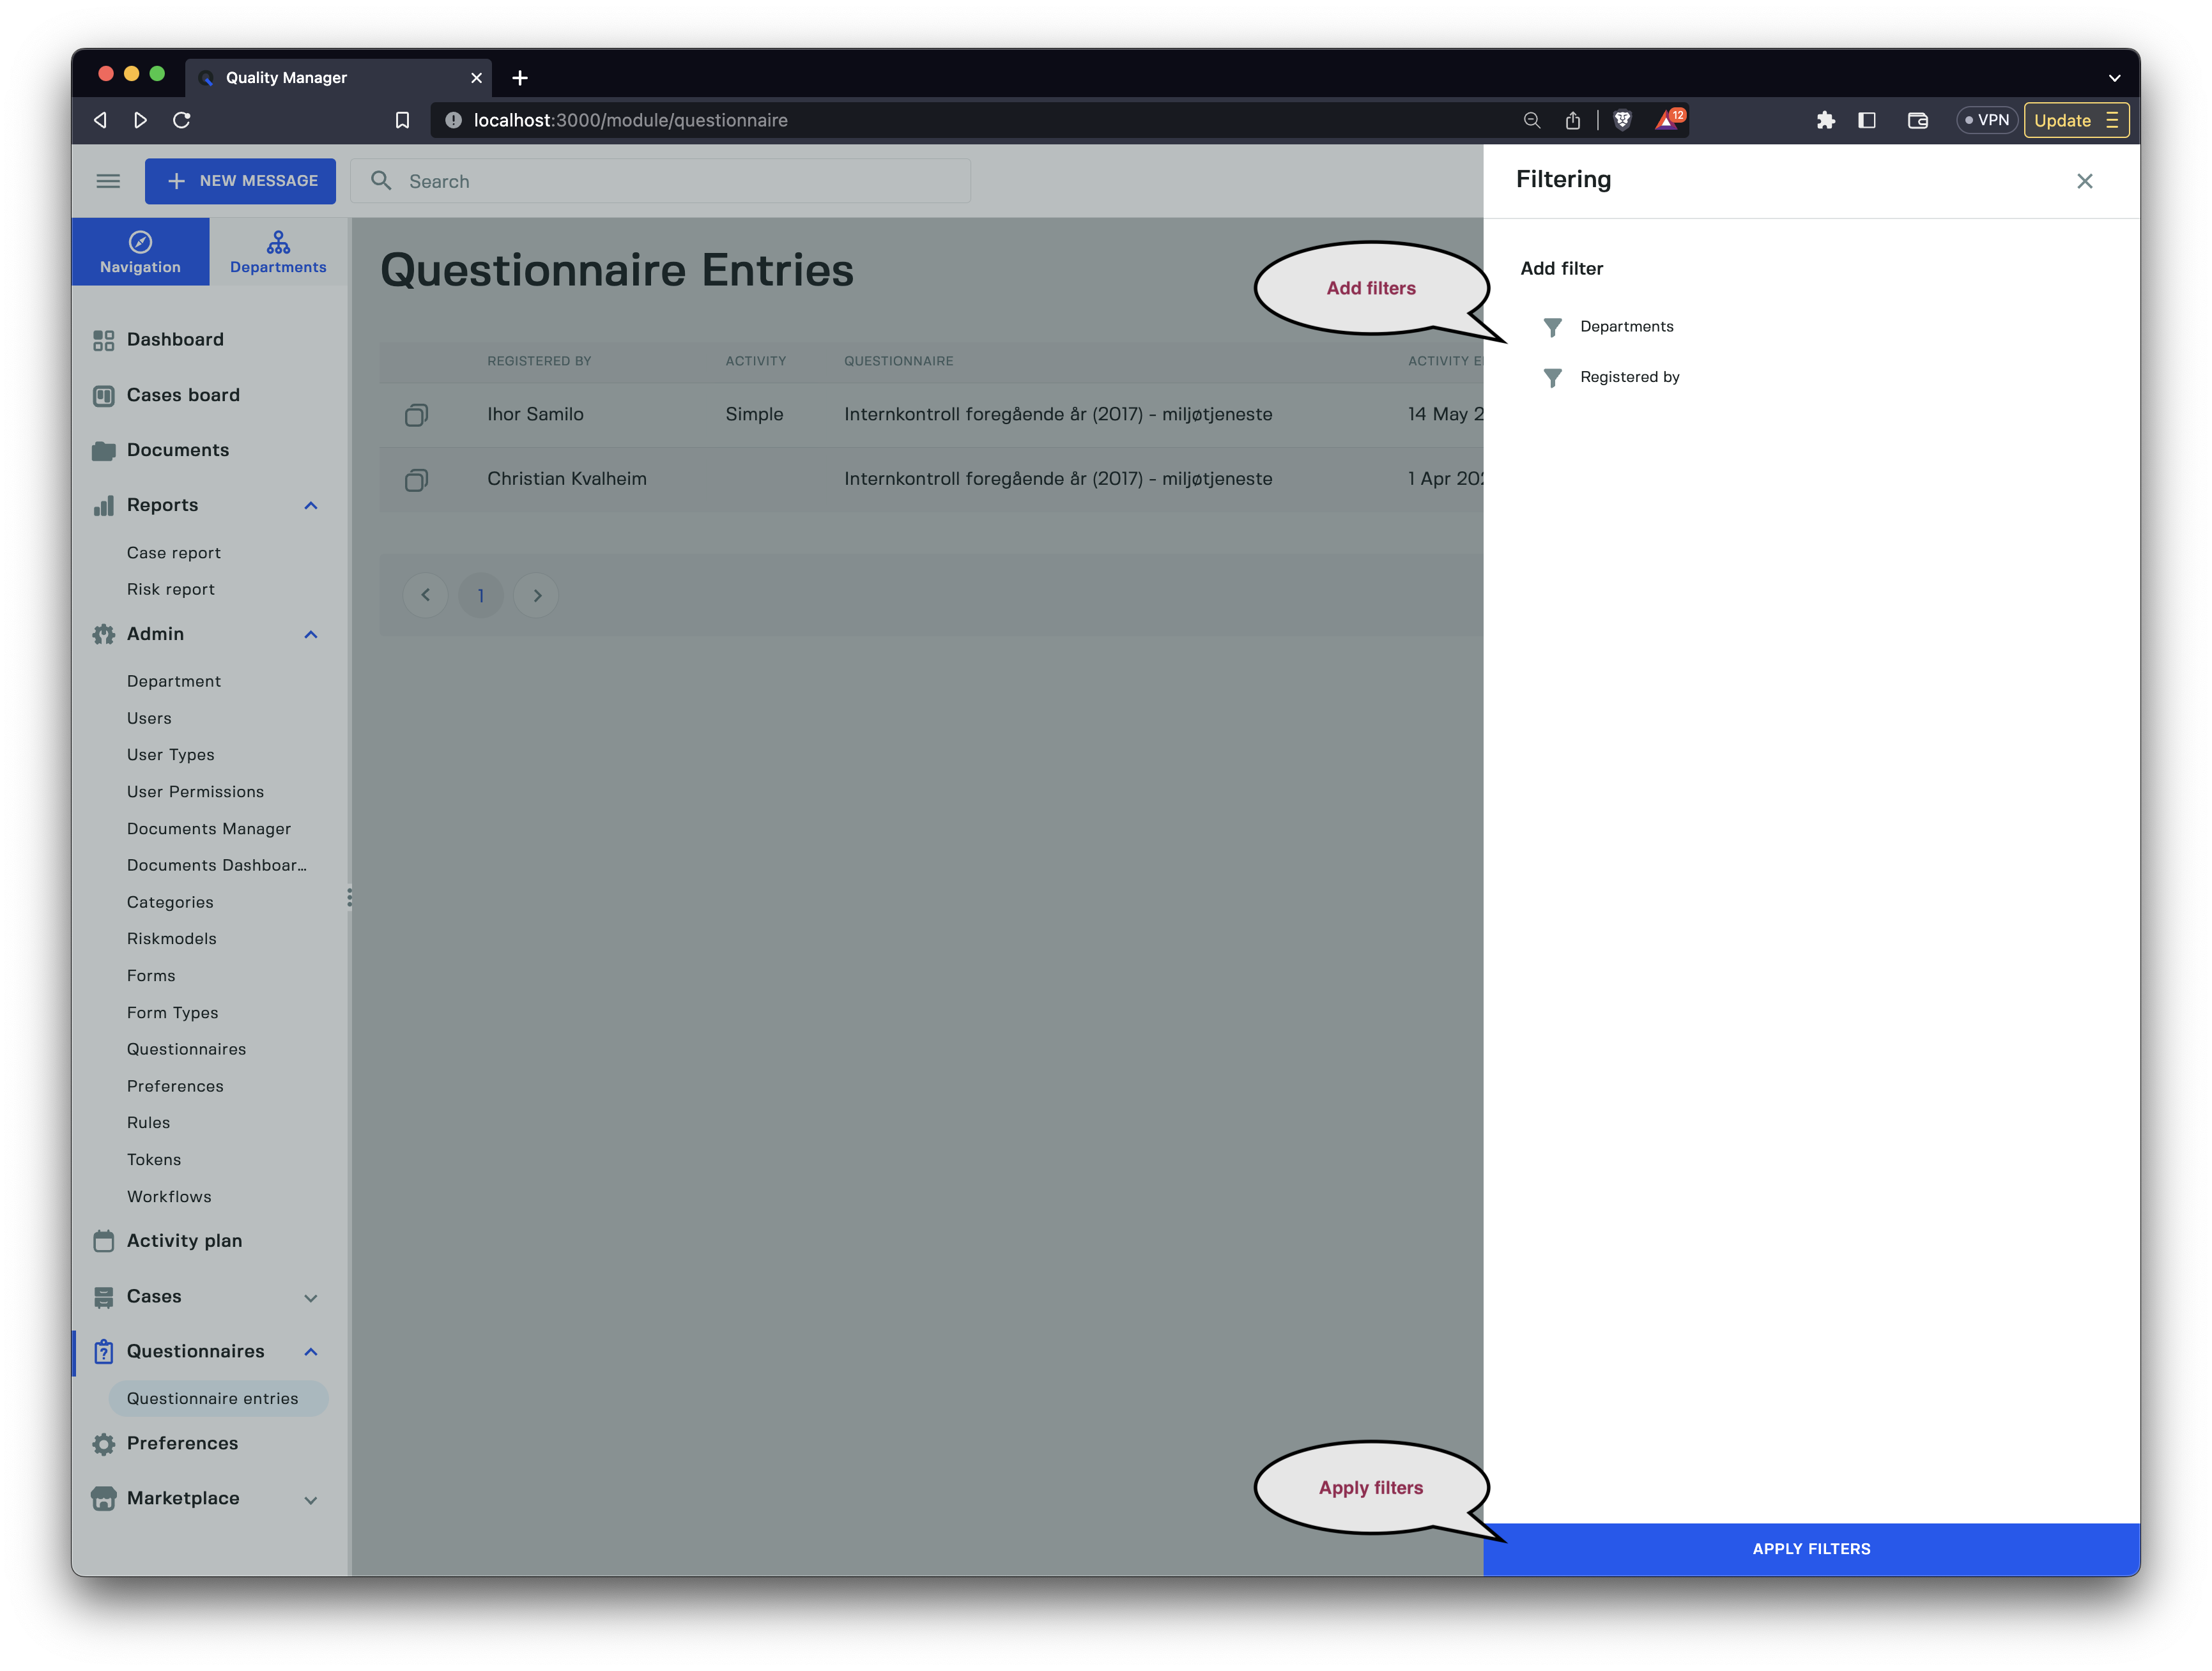 Quality Manager
localhost:3000/module/questionnaire
12
VPN
Update
NEW MESSAGE
Search
Filtering
Navigation
Departments
Questionnaire Entries
Add filters
Add filter
Departments
Registered by
REGISTERED BY ACTIVITY QUESTIONNAIRE ACTIVITY E
Ihor Samilo Simple Internkontroll foregående år (2017) - miljøtjeneste 14 May 2
Christian Kvalheim Internkontroll foregående år (2017) - miljøtjeneste 1 Apr 202
1
Dashboard
Cases board
Documents
Reports
Case report
Risk report
Admin
Department
Users
User Types
User Permissions
Documents Manager
Documents Dashboar...
Categories
Riskmodels
Forms
Form Types
Questionnaires
Preferences
Rules
Tokens
Workflows
Activity plan
Cases
Questionnaires
Questionnaire entries
Preferences
Marketplace
Apply filters
APPLY FILTERS